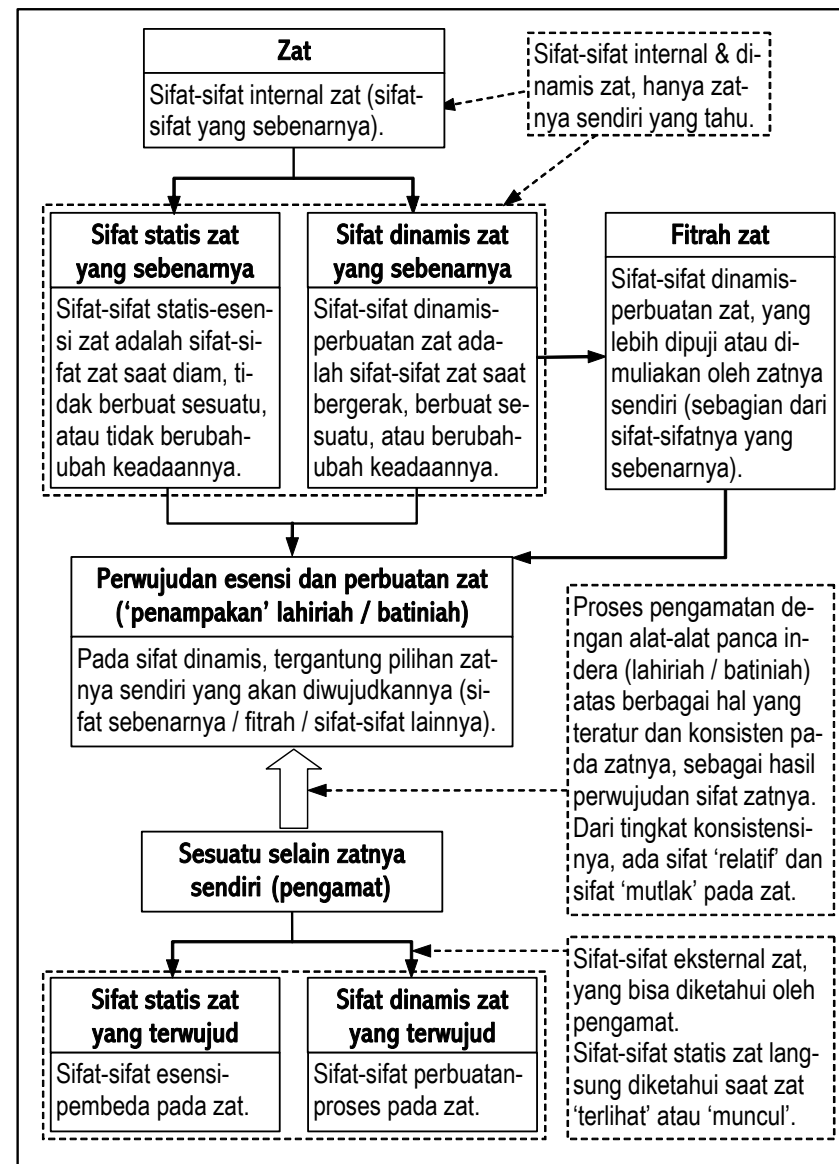 Zat
Sifat-sifat internal zat (sifat-
sifat yang sebenarnya).
Sifat-sifat internal & di-
namis zat, hanya zat-
nya sendiri yang tahu.
Sifat statis zat
yang sebenarnya
Sifat-sifat statis-esen-
si zat adalah sifat-si-
fat zat saat diam, ti-
dak berbuat sesuatu,
atau tidak berubah-
ubah keadaannya.
Sifat dinamis zat
yang sebenarnya
Sifat-sifat dinamis-
perbuatan zat ada-
lah sifat-sifat zat saat
bergerak, berbuat se-
suatu, atau berubah-
ubah keadaannya.
Fitrah zat
Sifat-sifat dinamis-
perbuatan zat, yang
lebih dipuji atau di-
muliakan oleh zatnya
sendiri (sebagian dari
sifat-sifatnya yang
sebenarnya).
Perwujudan esensi dan perbuatan zat
(‘penampakan’ lahiriah / batiniah)
Pada sifat dinamis, tergantung pilihan zat-
nya sendiri yang akan diwujudkannya (si-
fat sebenarnya / fitrah / sifat-sifat lainnya).
Proses pengamatan de-
ngan alat-alat panca in-
dera (lahiriah / batiniah)
atas berbagai hal yang
teratur dan konsisten pa-
da zatnya, sebagai hasil
perwujudan sifat zatnya.
Dari tingkat konsistensi-
nya, ada sifat ‘relatif’ dan
sifat ‘mutlak’ pada zat.
Sesuatu selain zatnya
sendiri (pengamat)
Sifat statis zat
yang terwujud
Sifat-sifat esensi-
pembeda pada zat.
Sifat dinamis zat
yang terwujud
Sifat-sifat perbuatan-
proses pada zat.
Sifat-sifat eksternal zat,
yang bisa diketahui oleh
pengamat.
Sifat-sifat statis zat lang-
sung diketahui saat zat
‘terlihat’ atau ‘muncul’.